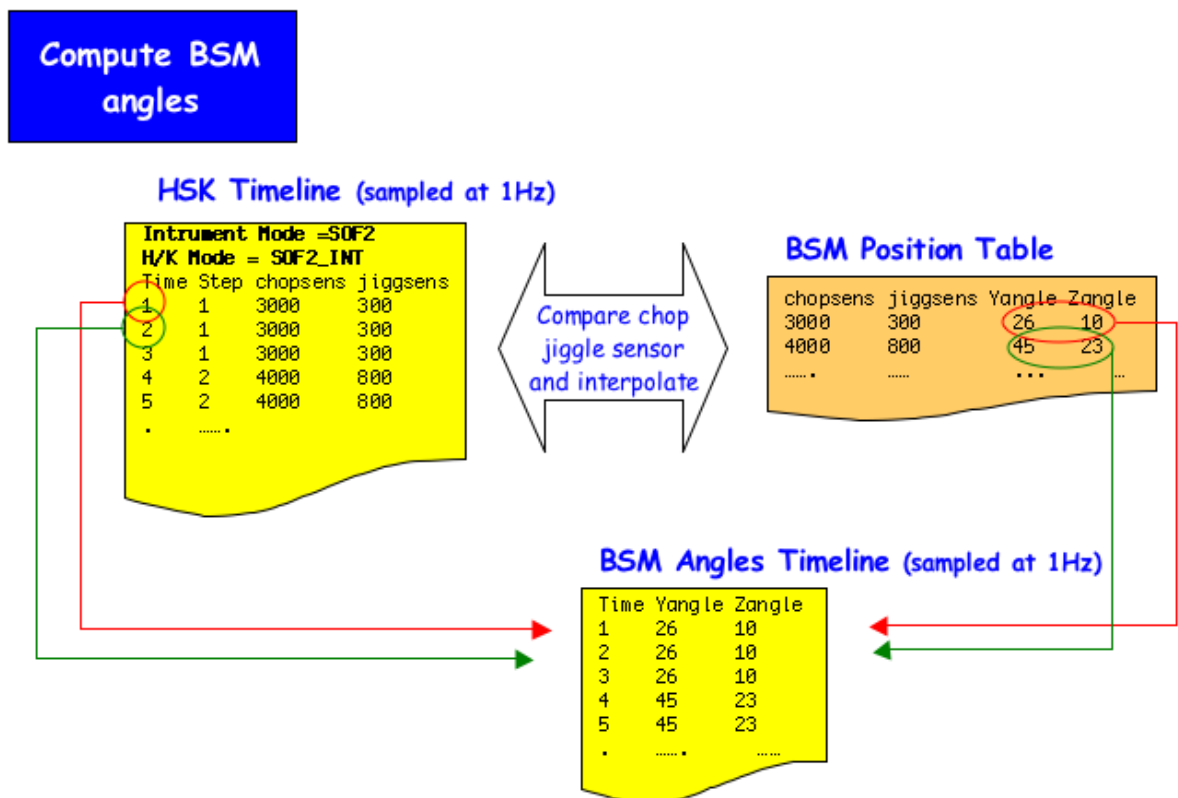 Compute BSM
angles
HSK Timeline (sampled at 1Hz)
Intrument Mode =SOF2
H/K Mode = SOF2_INT
Time Step chopsens jiggsens
1 1 3000 300
2 1 3000 300
3 1 3000 300
4 2 4000 800
5 2 4000 800
. .......
Compare chop
jiggle sensor
and interpolate
BSM Position Table
chopsens jiggsens Yangle Zangle
3000 300 26 10
4000 800 45 23
....... ..... ... ...
BSM Angles Timeline (sampled at 1Hz)
Time Yangle Zangle
1 26 10
2 26 10
3 26 10
4 45 23
5 45 23
. ....... ......